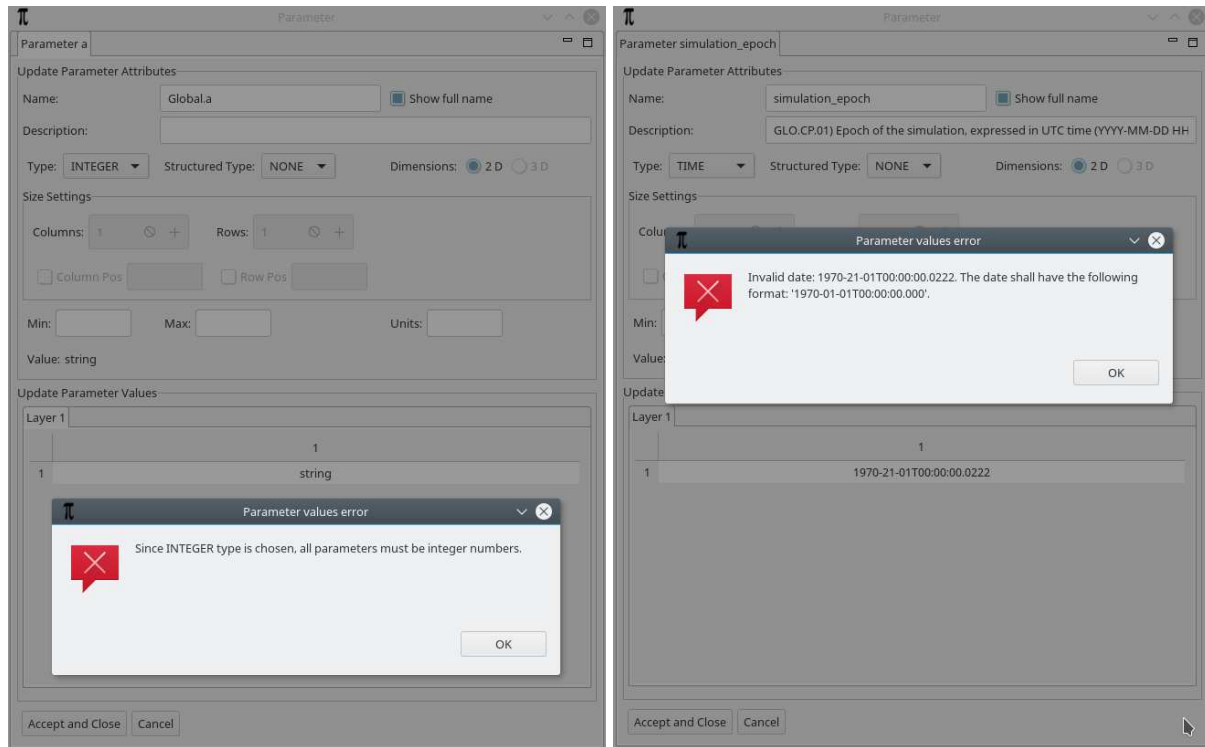 π Parameter
Parameter a
Update Parameter Attributes
Name: Global.a Show full name
Description:
Type: INTEGER Structured Type: NONE Dimensions: 2 D 3 D
Size Settings
Columns: 1 + Rows: 1 +
Column Pos Row Pos
Min: Max: Units:
Value: string
Update Parameter Values
Layer 1
1
1 string
π Parameter values error
Since INTEGER type is chosen, all parameters must be integer numbers.
OK
Accept and Close Cancel
π Parameter
Parameter simulation_epoch
Update Parameter Attributes
Name: simulation_epoch Show full name
Description: GLO.CP.01) Epoch of the simulation, expressed in UTC time (YYYY-MM-DD HH
Type: TIME Structured Type: NONE Dimensions: 2 D 3 D
Size Settings
Colu
π Parameter values error
Invalid date: 1970-21-01T00:00:00.0222. The date shall have the following
format: '1970-01-01T00:00:00.000'.
OK
Min:
Value:
Update
Layer 1
1
1 1970-21-01T00:00:00.0222
Accept and Close Cancel